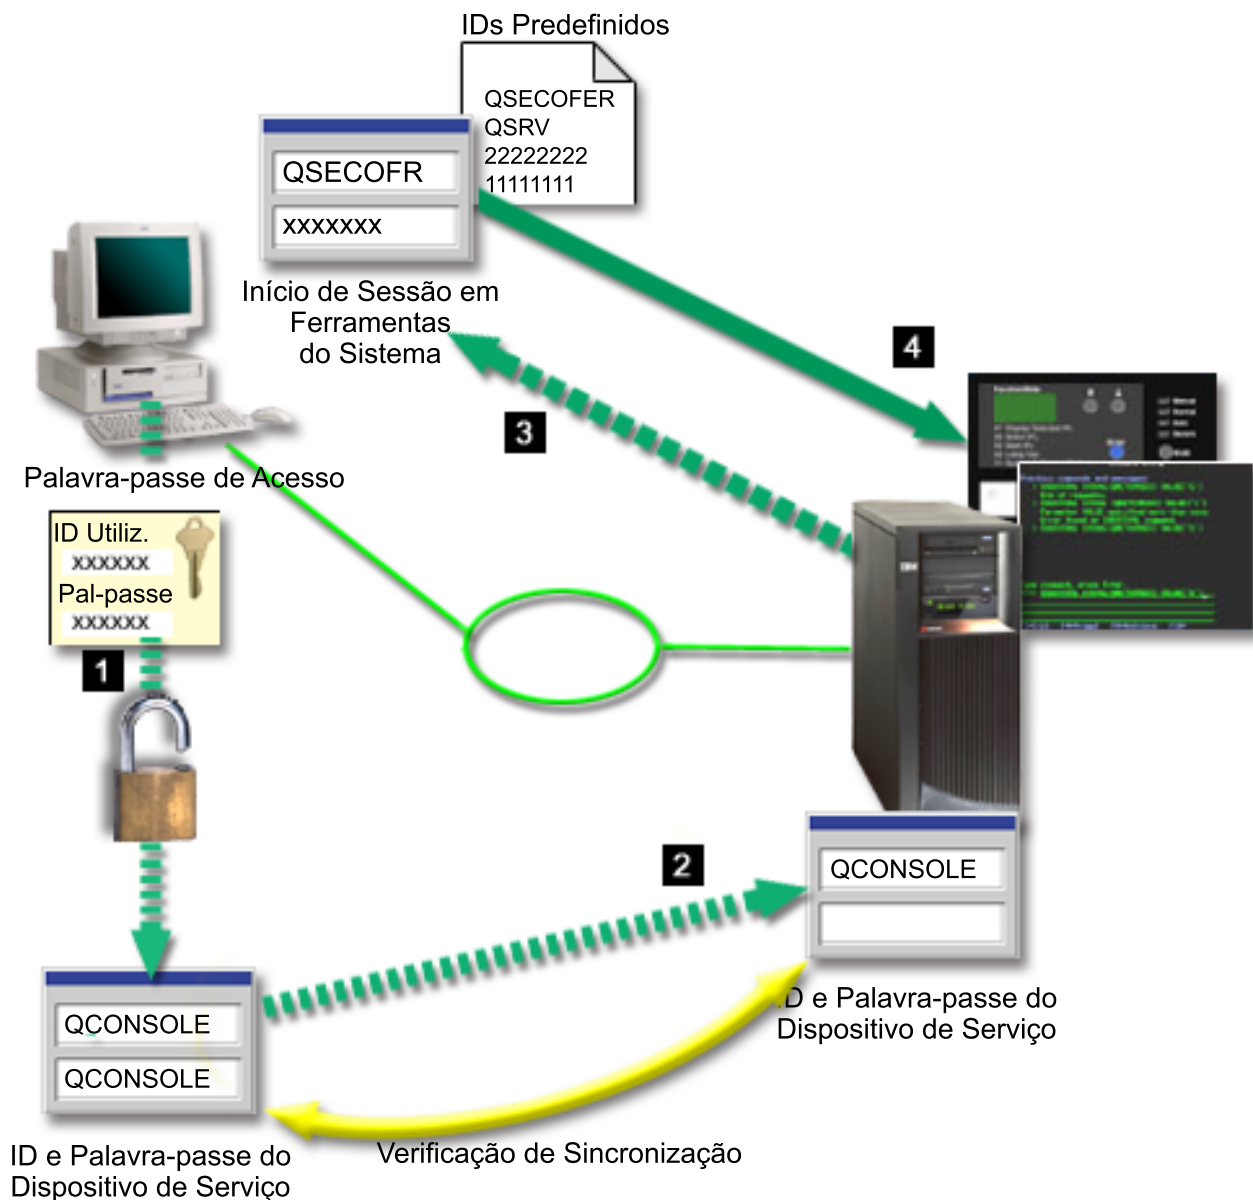 IDs Predefinidos
QSECOFER
QSRV
22222222
11111111
QSECOFR
xxxxxxx
Início de Sessão em
Ferramentas
do Sistema
4
3
Palavra-passe de Acesso
ID Utiliz.
xxxxxx
Pal-passe
xxxxxx
1
IBM
2
QCONSOLE
ID e Palavra-passe do
Dispositivo de Serviço
QCONSOLE
QCONSOLE
Verificação de Sincronização
ID e Palavra-passe do
Dispositivo de Serviço